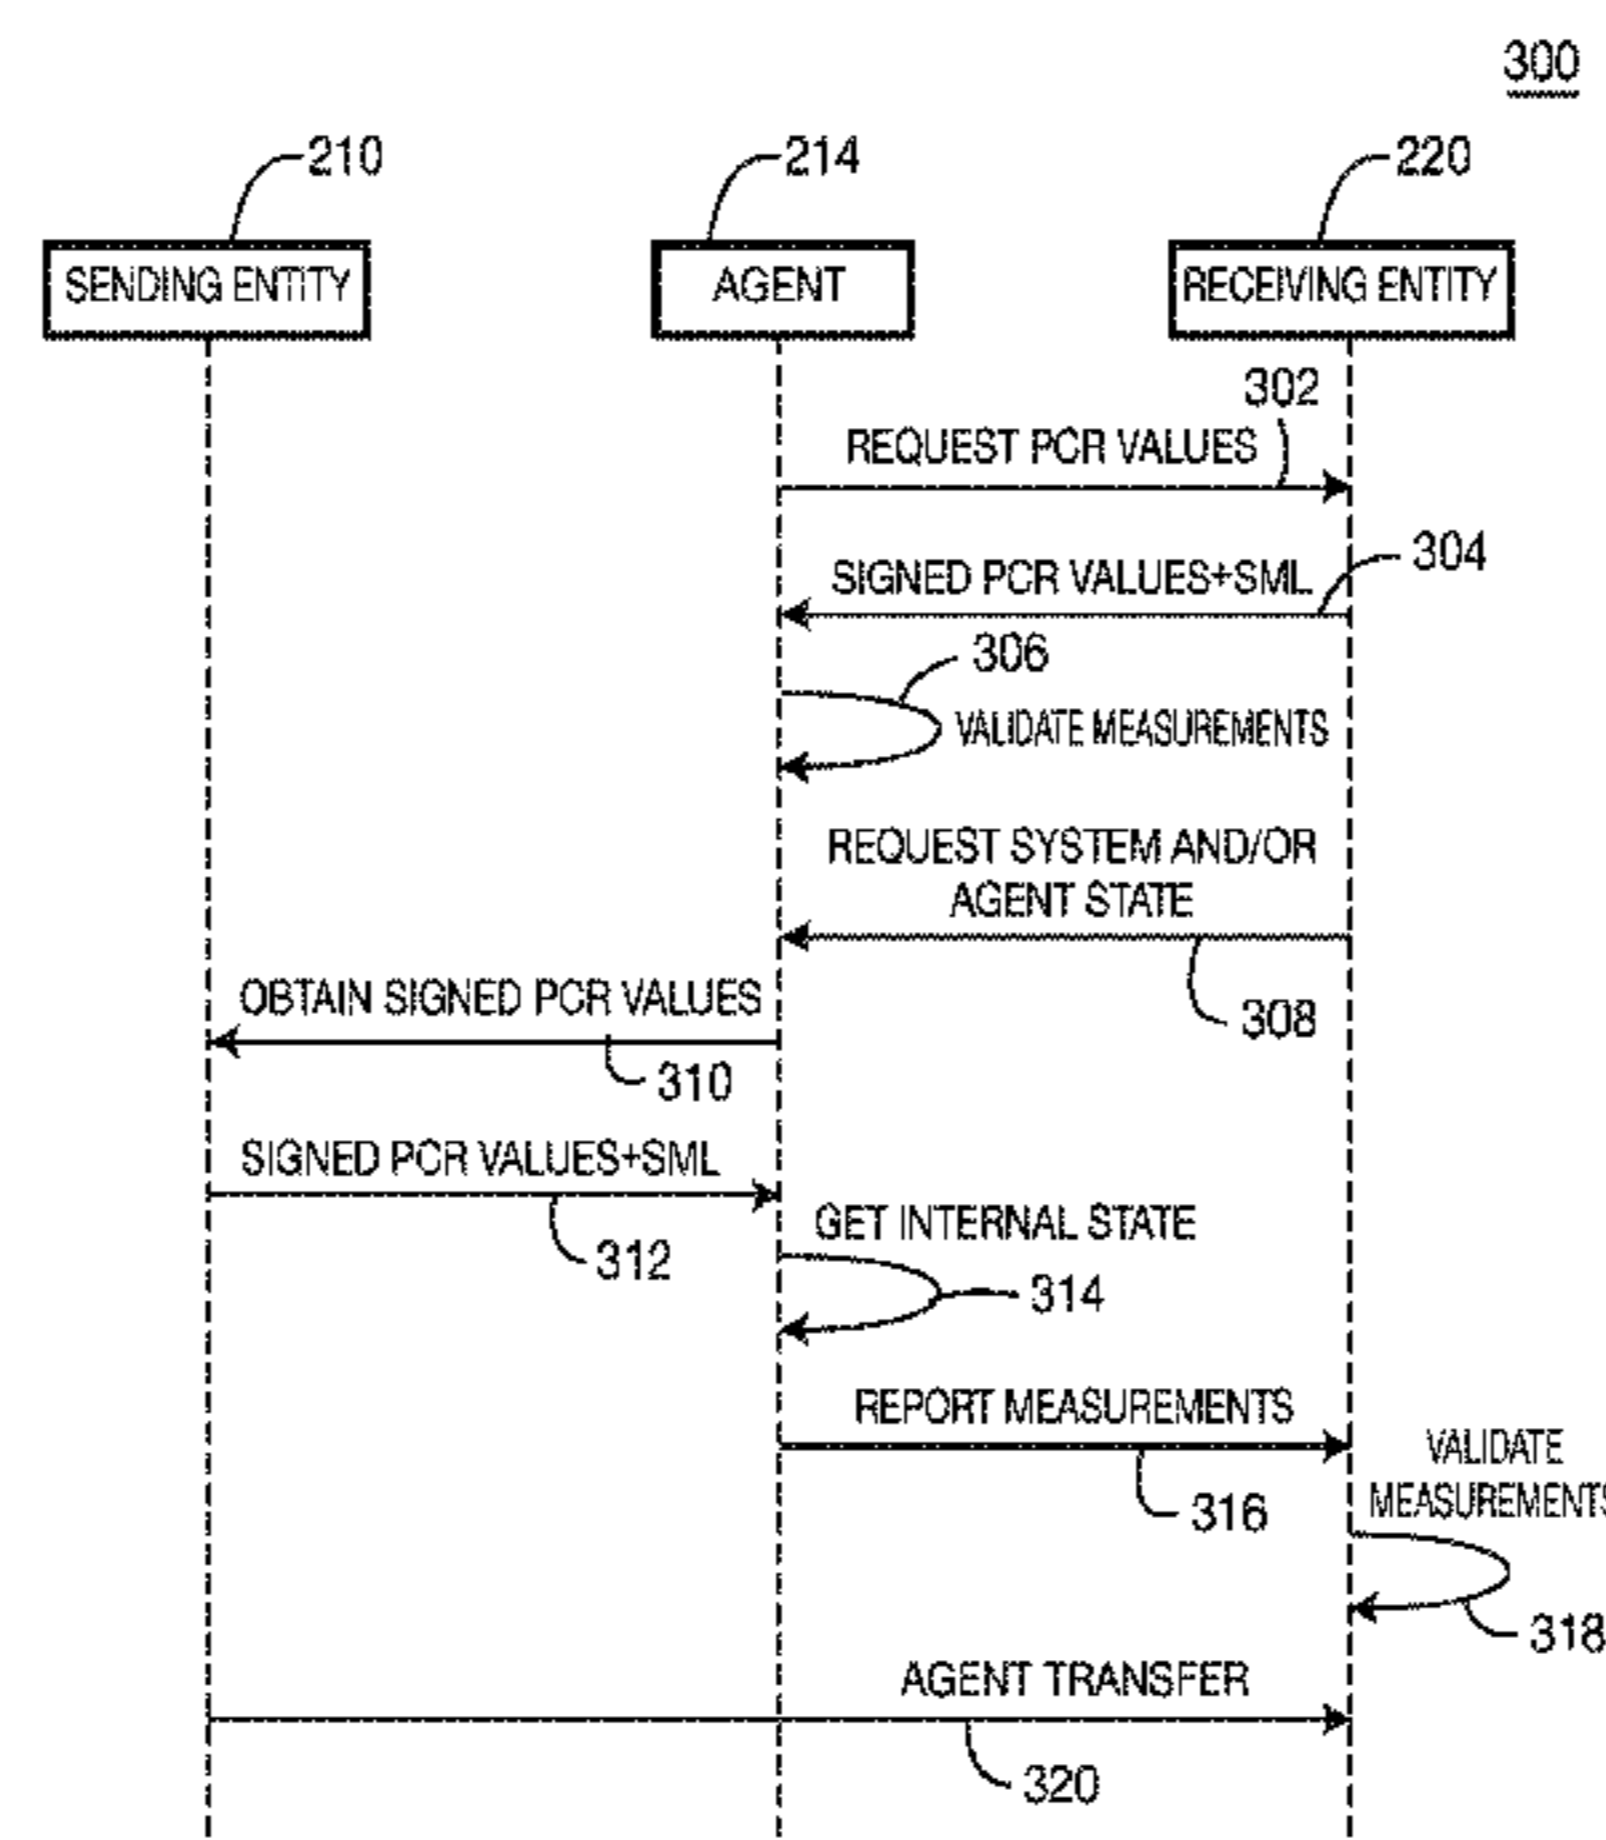 300
210
214
220
SENDING ENTITY
AGENT
RECEIVING ENTITY
302
REQUEST PCR VALUES
304
SIGNED PCR VALUES+SML
306
VALIDATE MEASUREMENTS
REQUEST SYSTEM AND/OR
AGENT STATE
308
OBTAIN SIGNED PCR VALUES
310
SIGNED PCR VALUES+SML
312
GET INTERNAL STATE
314
REPORT MEASUREMENTS
316
VALIDATE
MEASUREMENTS
318
AGENT TRANSFER
320